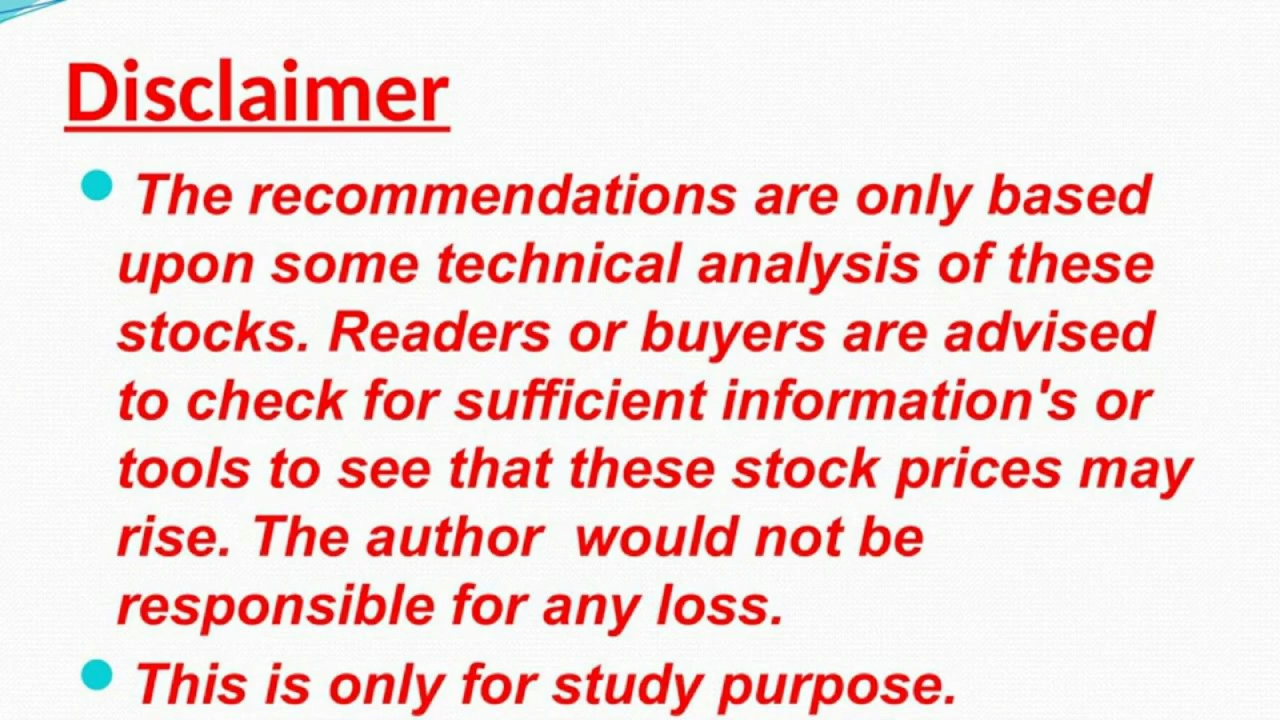 Disclaimer
The recommendations are only based
upon some technical analysis of these
stocks. Readers or buyers are advised
to check for sufficient information's or
tools to see that these stock prices may
rise. The author  would not be
responsible for any loss.
This is only for study purpose.